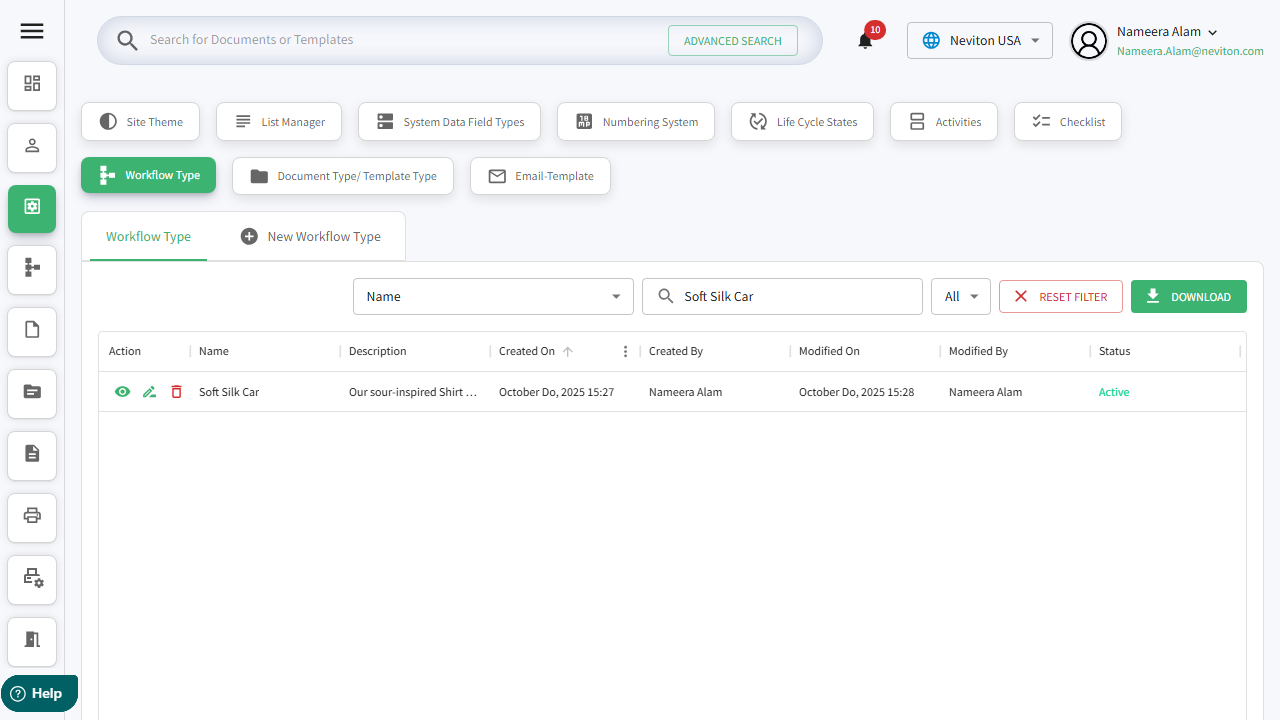 Search for Documents or Templates
ADVANCED SEARCH
10
Neviton USA
Nameera Alam
Nameera.Alam@neviton.com
Site Theme
List Manager
System Data Field Types
Numbering System
Life Cycle States
Activities
Checklist
Workflow Type
Document Type/ Template Type
Email-Template
Workflow Type
New Workflow Type
Name
Soft Silk Car
All
RESET FILTER
DOWNLOAD
Action Name Description Created On Created By Modified On Modified By Status
Soft Silk Car Our sour-inspired Shirt … October Do, 2025 15:27 Nameera Alam October Do, 2025 15:28 Nameera Alam Active
Help